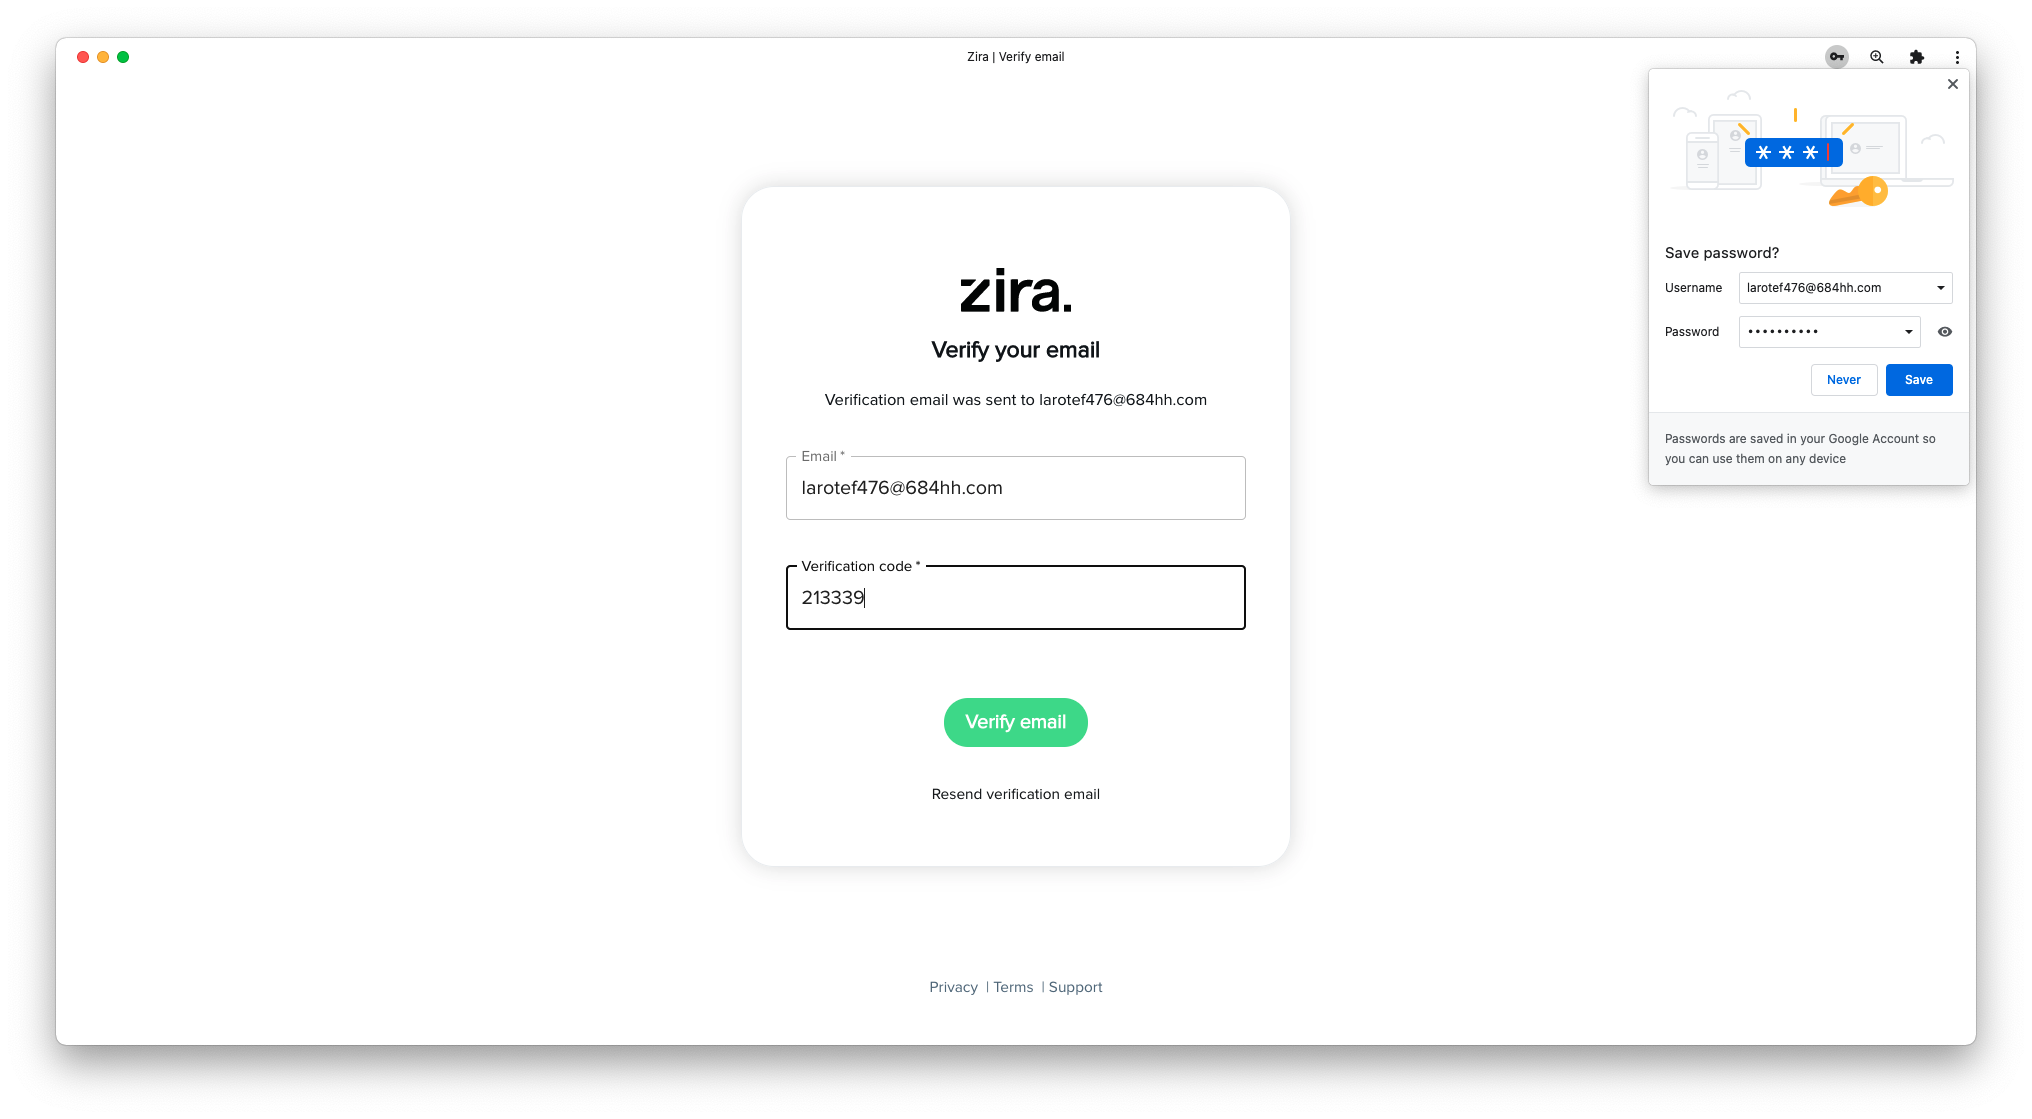 Zira | Verify email
zira.
Verify your email
Verification email was sent to larotef476@684hh.com
Email *
larotef476@684hh.com
Verification code *
213339
Verify email
Resend verification email
Privacy | Terms | Support
* * *
Save password?
Username larotef476@684hh.com
Password ••••••••••
Never Save
Passwords are saved in your Google Account so
you can use them on any device